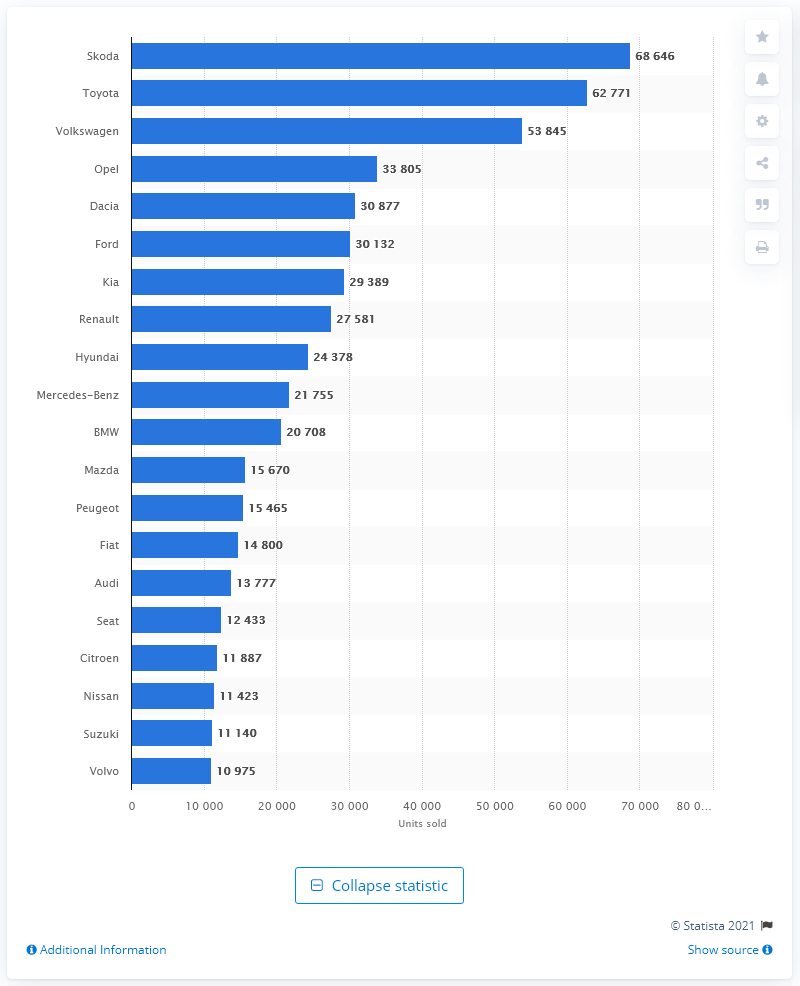 Skoda 68 646
Toyota 62 771
Volkswagen 53 845
Opel 33 805
Dacia 30 877
Ford 30 132
Kia 29 389
Renault 27 581
Hyundai 24 378
Mercedes-Benz 21 755
BMW 20 708
Mazda 15 670
Peugeot 15 465
Fiat 14 800
Audi 13 777
Seat 12 433
Citroen 11 887
Nissan 11 423
Suzuki 11 140
Volvo 10 975
0 10 000 20 000 30 000 40 000 50 000 60 000 70 000 80 0...
Units sold
Collapse statistic
© Statista 2021
Additional Information Show source